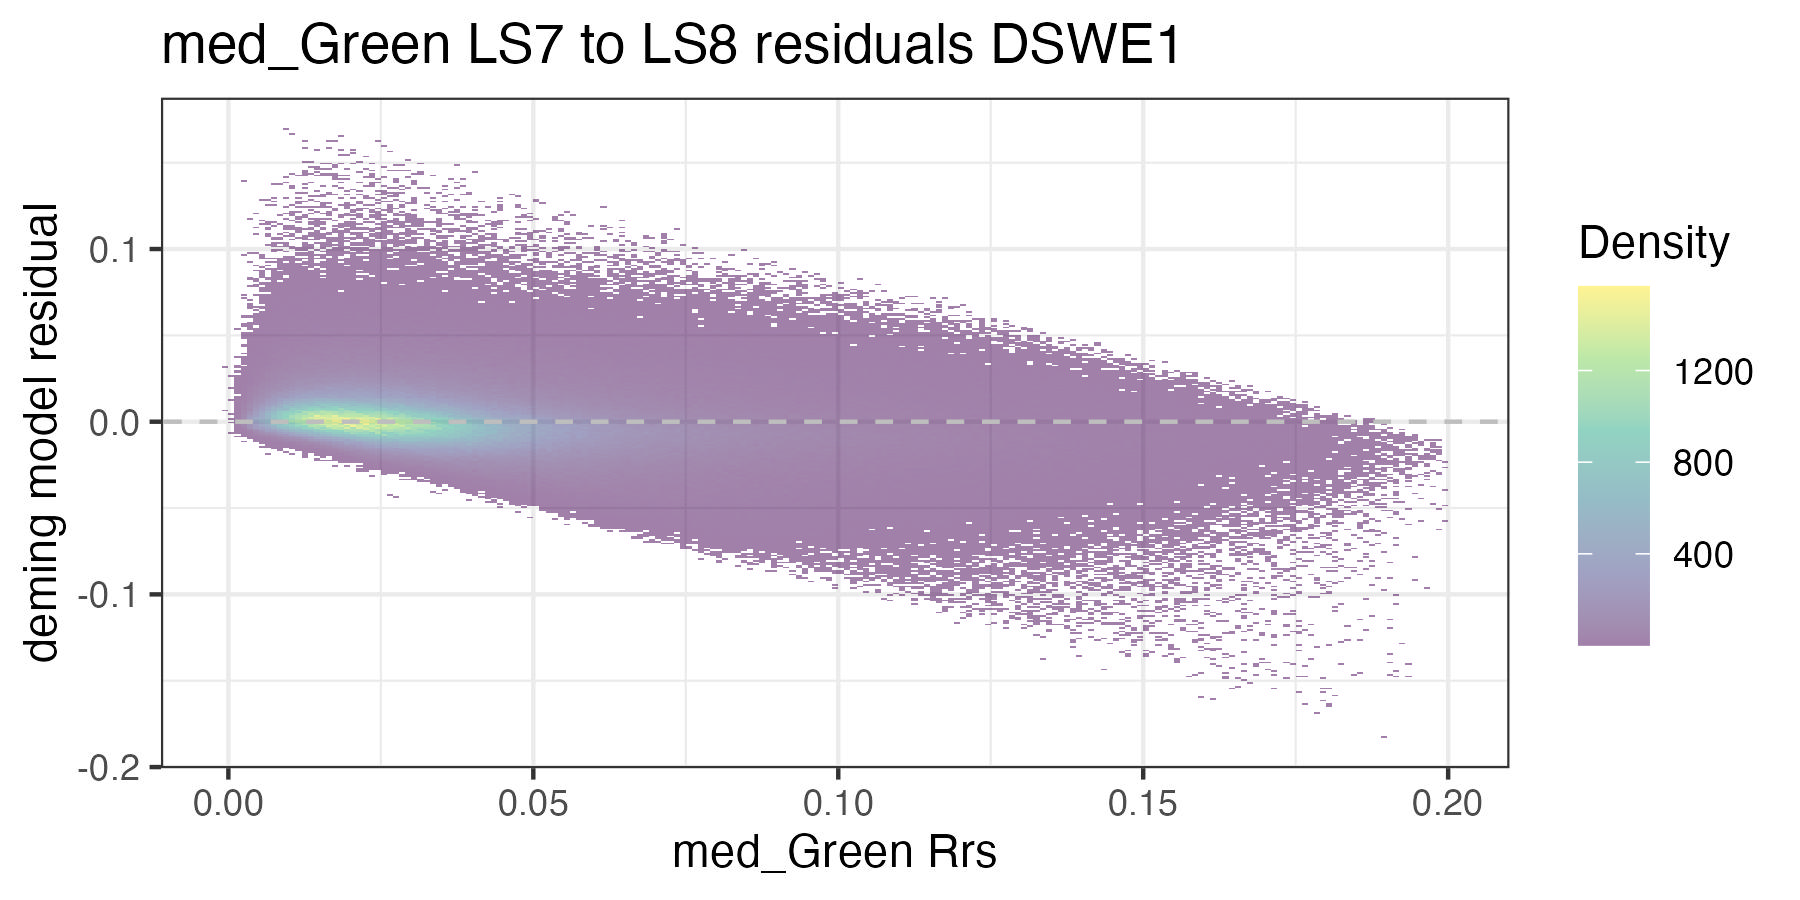 med_Green LS7 to LS8 residuals DSWE1
deming model residual
0.1
0.0
-0.1
-0.2
0.00 0.05 0.10 0.15 0.20
med_Green Rrs
Density
1200
800
400